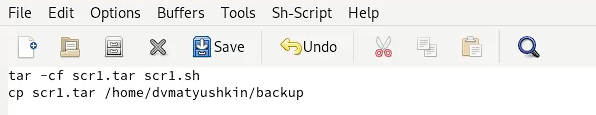 File Edit Options Buffers Tools Sh-Script Help
Save Undo
tar -cf scr1.tar scr1.sh
cp scr1.tar /home/dvmatyushkin/backup